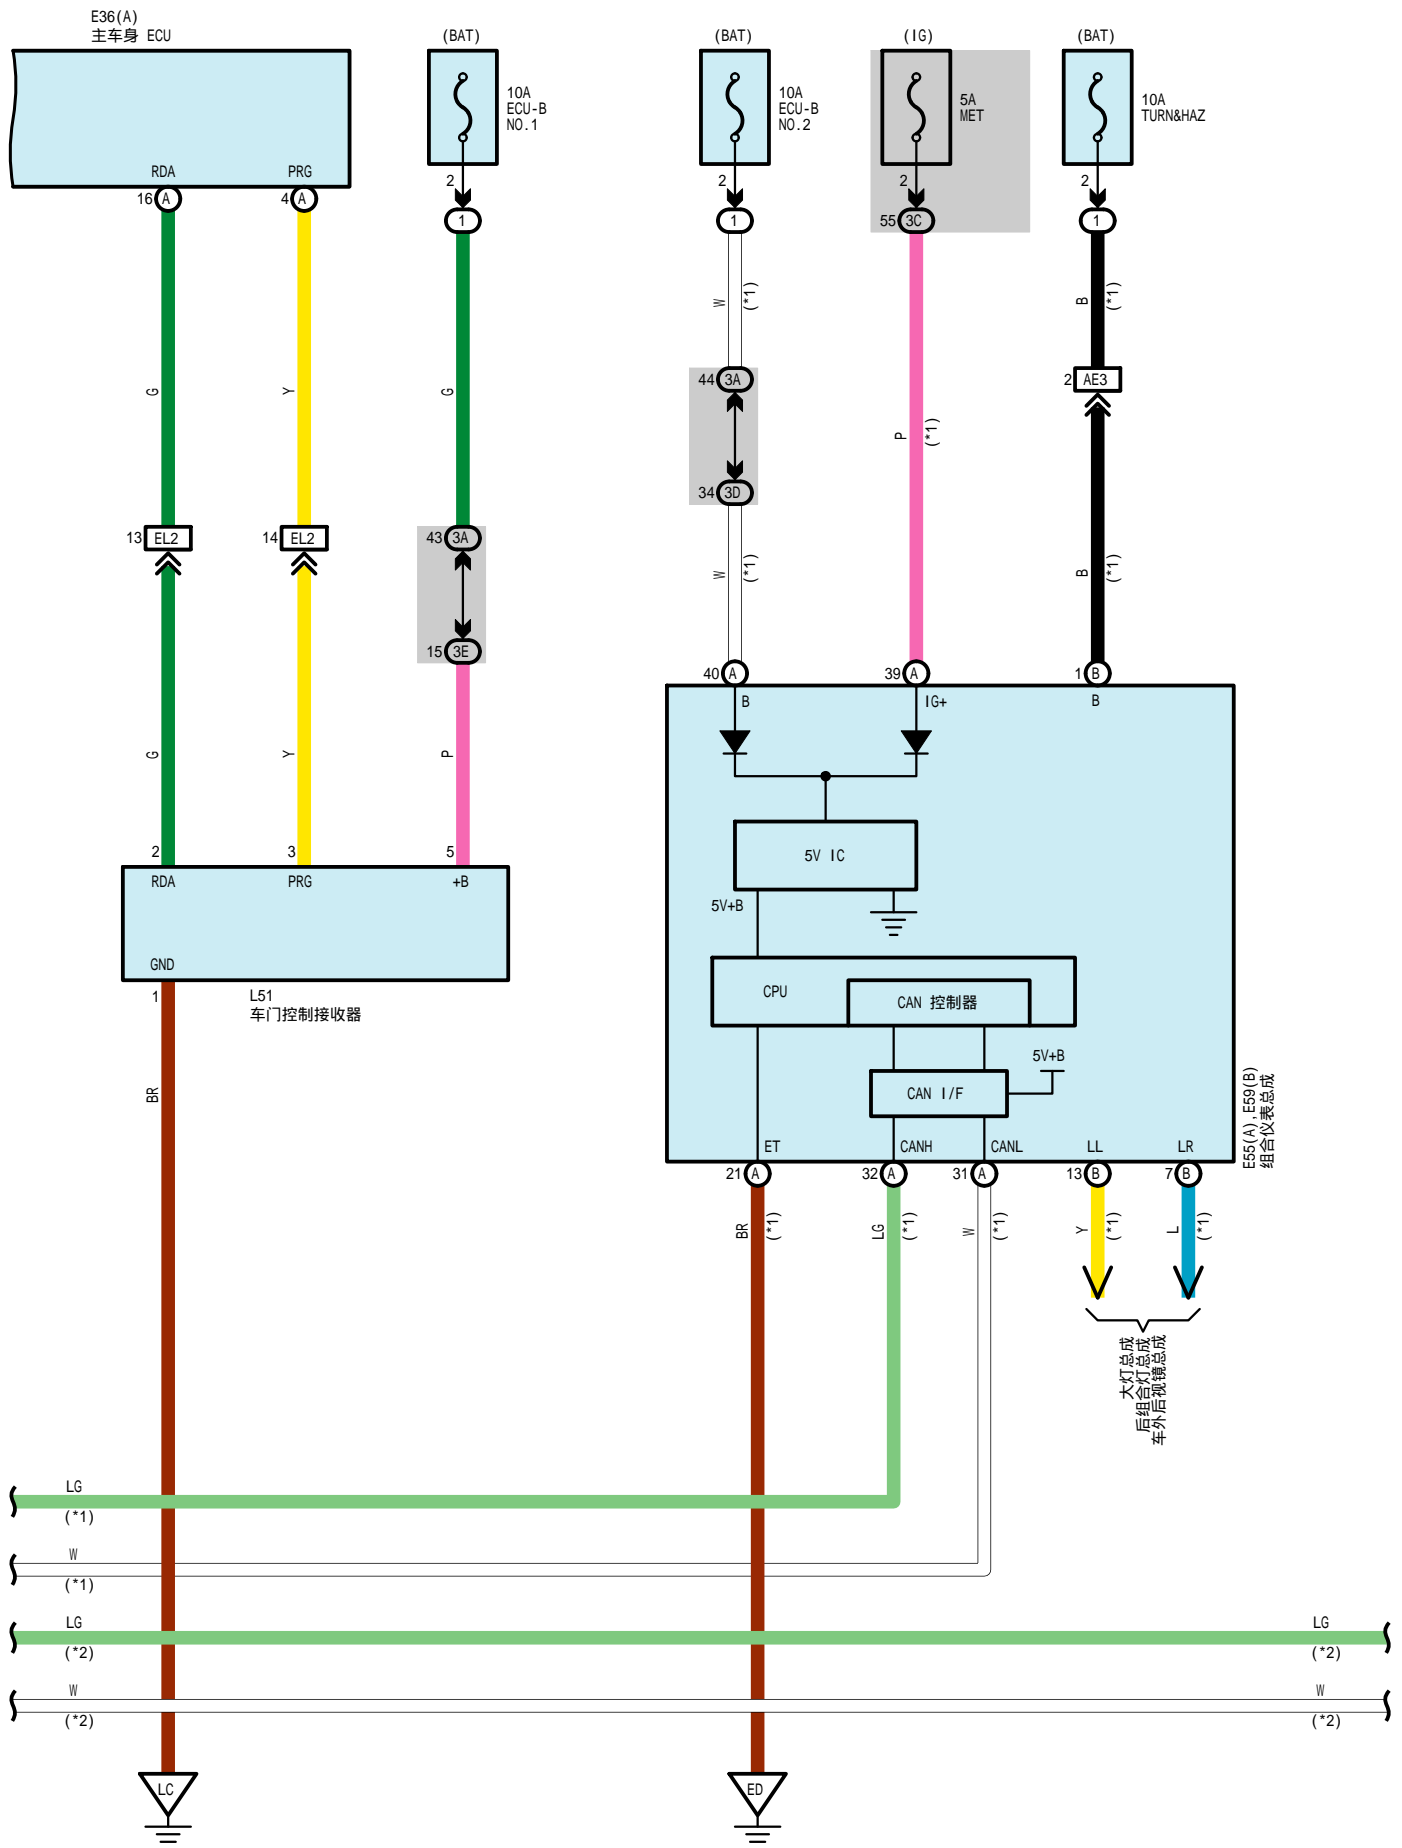 E36(A)
主车身 ECU
(BAT)
(BAT)
(IG)
(BAT)
10A
ECU-B
NO.1
10A
ECU-B
NO.2
5A
MET
10A
TURN&HAZ
RDA
PRG
16 A
4 A
2
1
2
1
2
55 3C
2
1
W
(*1)
B
(*1)
G
Y
G
44 3A
34 3D
P
(*1)
2 AE3
13 EL2
14 EL2
43 3A
15 3E
W
(*1)
B
(*1)
G
Y
P
40 A
39 A
1 B
B
IG+
B
2
3
5
RDA
PRG
+B
GND
1
L51
车门控制接收器
5V IC
5V+B
CPU
CAN 控制器
5V+B
CAN I/F
BR
E55(A),E59(B)
组合仪表总成
ET
CANH
CANL
LL
LR
21 A
32 A
31 A
13 B
7 B
BR
(*1)
LG
(*1)
W
(*1)
Y
(*1)
L
(*1)
大灯总成
后组合灯总成
车外后视镜总成
LG
(*1)
W
(*1)
LG
(*2)
LG
(*2)
W
(*2)
W
(*2)
LC
ED